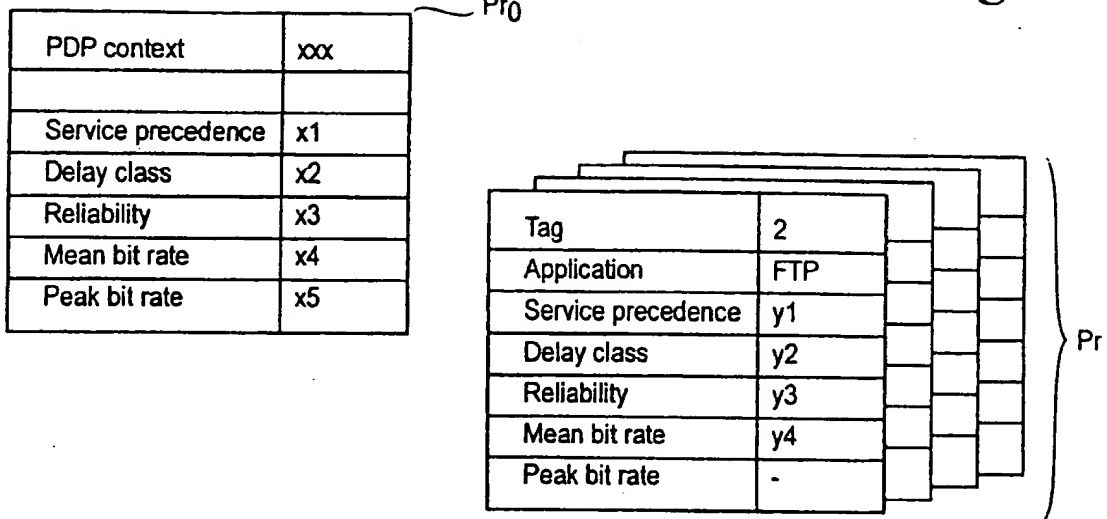 Pr0
PDP context xxx
Service precedence x1
Delay class x2
Reliability x3
Mean bit rate x4
Peak bit rate x5
Tag 2
Application FTP
Service precedence y1
Delay class y2
Reliability y3
Mean bit rate y4
Peak bit rate -
Pr